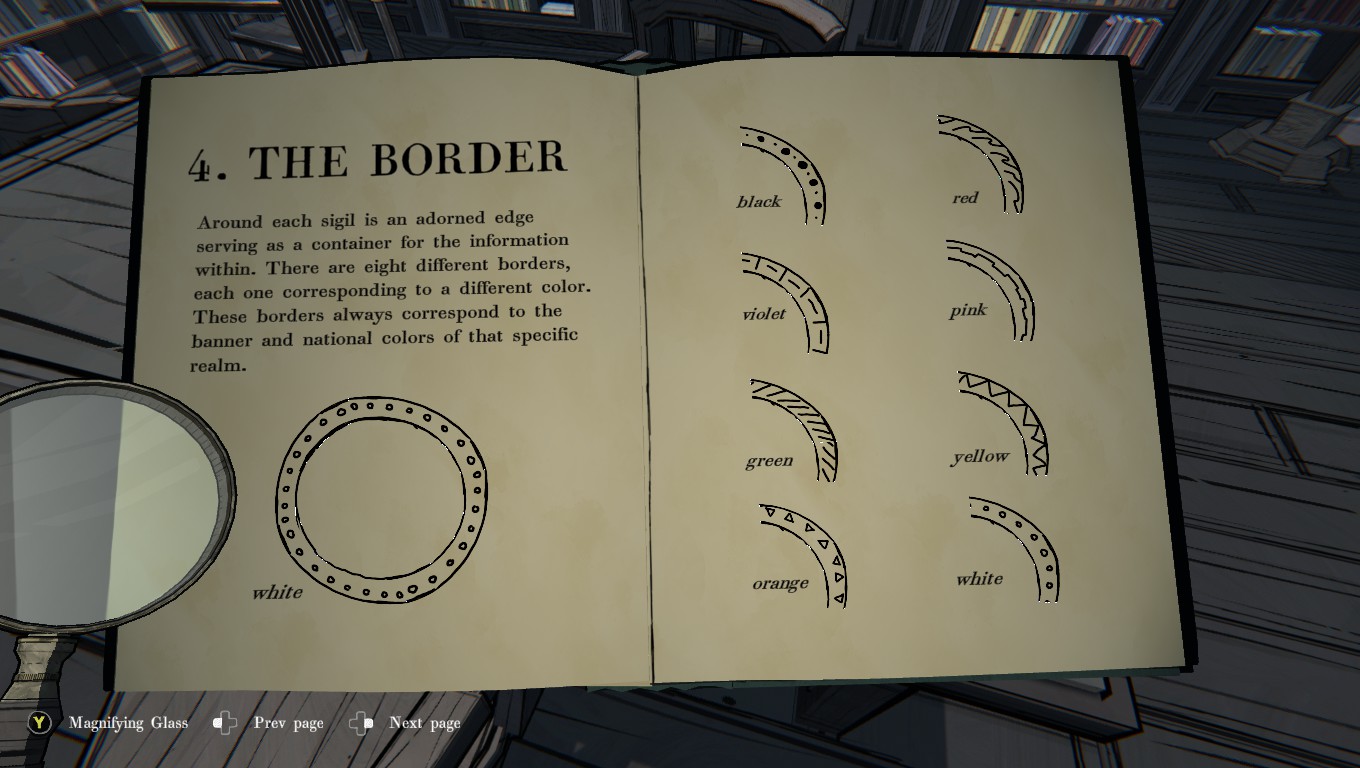 4. THE BORDER
Around each sigil is an adorned edge
serving as a container for the information
within. There are eight different borders,
each one corresponding to a different color.
These borders always correspond to the
banner and national colors of that specific
realm.
white
black
red
violet
pink
green
yellow
orange
white
Y Magnifying Glass Prev page Next page